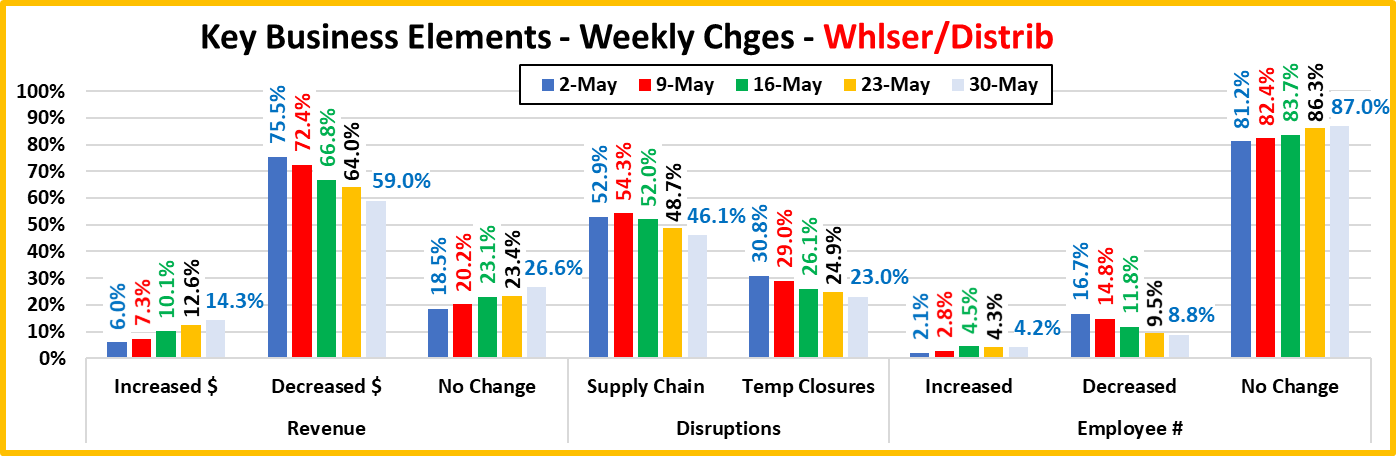 Key Business Elements - Weekly Chges - Whlser/Distrib
2-May 9-May 16-May 23-May 30-May
100%
90%
80%
70%
60%
50%
40%
30%
20%
10%
0%
6.0% 7.3% 10.1% 12.6% 14.3%
75.5% 72.4% 66.8% 64.0% 59.0%
18.5% 20.2% 23.1% 23.4% 26.6%
52.9% 54.3% 52.0% 48.7% 46.1%
30.8% 29.0% 26.1% 24.9% 23.0%
2.1% 2.8% 4.5% 4.3% 4.2%
16.7% 14.8% 11.8% 9.5% 8.8%
81.2% 82.4% 83.7% 86.3% 87.0%
Increased $ Decreased $ No Change Supply Chain Temp Closures Increased Decreased No Change
Revenue Disruptions Employee #